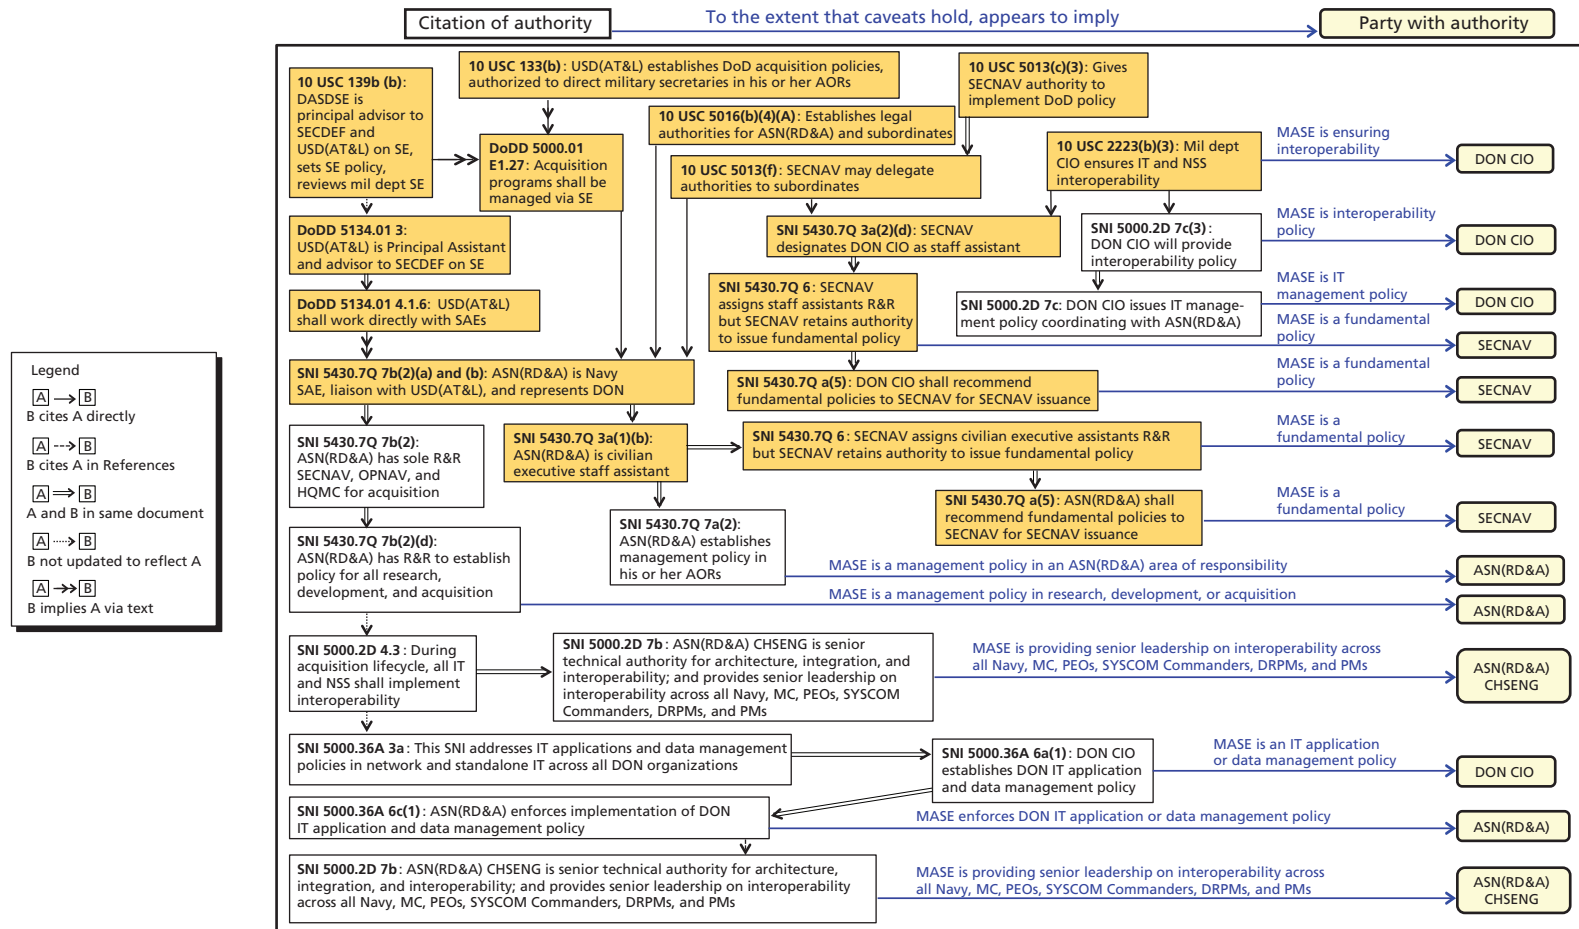 Citation of authority
To the extent that caveats hold, appears to imply
Party with authority
10 USC 139b (b):
DASDSE is
principal advisor to
SECDEF and
USD(AT&L) on SE,
sets SE policy,
reviews mil dept SE
10 USC 133(b): USD(AT&L) establishes DoD acquisition policies,
authorized to direct military secretaries in his or her AORs
10 USC 5013(c)(3): Gives
SECNAV authority to
implement DoD policy
10 USC 5016(b)(4)(A): Establishes legal
authorities for ASN(RD&A) and subordinates
DoDD 5000.01
E1.27: Acquisition
programs shall be
managed via SE
10 USC 5013(f): SECNAV may delegate
authorities to subordinates
10 USC 2223(b)(3): Mil dept
CIO ensures IT and NSS
interoperability
MASE is ensuring
interoperability
DON CIO
DoDD 5134.01 3:
USD(AT&L) is Principal Assistant
and advisor to SECDEF on SE
SNI 5430.7Q 3a(2)(d): SECNAV
designates DON CIO as staff assistant
SNI 5000.2D 7c(3):
DON CIO will provide
interoperability policy
MASE is interoperability
policy
DON CIO
DoDD 5134.01 4.1.6: USD(AT&L)
shall work directly with SAEs
SNI 5430.7Q 6: SECNAV
assigns staff assistants R&R
but SECNAV retains authority
to issue fundamental policy
SNI 5000.2D 7c: DON CIO issues IT manage-
ment policy coordinating with ASN(RD&A)
MASE is IT
management policy
DON CIO
MASE is a fundamental
policy
SECNAV
SNI 5430.7Q 7b(2)(a) and (b): ASN(RD&A) is Navy
SAE, liaison with USD(AT&L), and represents DON
SNI 5430.7Q a(5): DON CIO shall recommend
fundamental policies to SECNAV for SECNAV issuance
MASE is a fundamental
policy
SECNAV
SNI 5430.7Q 7b(2):
ASN(RD&A) has sole R&R
SECNAV, OPNAV, and
HQMC for acquisition
SNI 5430.7Q 3a(1)(b):
ASN(RD&A) is civilian
executive staff assistant
SNI 5430.7Q 6: SECNAV assigns civilian executive assistants R&R
but SECNAV retains authority to issue fundamental policy
MASE is a
fundamental policy
SECNAV
SNI 5430.7Q a(5): ASN(RD&A) shall
recommend fundamental policies to
SECNAV for SECNAV issuance
MASE is a
fundamental policy
SECNAV
SNI 5430.7Q 7a(2):
ASN(RD&A) establishes
management policy in
his or her AORs
MASE is a management policy in an ASN(RD&A) area of responsibility
ASN(RD&A)
SNI 5430.7Q 7b(2)(d):
ASN(RD&A) has R&R to establish
policy for all research,
development, and acquisition
MASE is a management policy in research, development, or acquisition
ASN(RD&A)
SNI 5000.2D 4.3: During
acquisition lifecycle, all IT
and NSS shall implement
interoperability
SNI 5000.2D 7b: ASN(RD&A) CHSENG is senior
technical authority for architecture, integration, and
interoperability; and provides senior leadership on
interoperability across all Navy, MC, PEOs, SYSCOM
Commanders, DRPMs, and PMs
MASE is providing senior leadership on interoperability across
all Navy, MC, PEOs, SYSCOM Commanders, DRPMs, and PMs
ASN(RD&A)
CHSENG
SNI 5000.36A 3a: This SNI addresses IT applications and data management
policies in network and standalone IT across all DON organizations
SNI 5000.36A 6a(1): DON CIO
establishes DON IT application
and data management policy
MASE is an IT application
or data management policy
DON CIO
SNI 5000.36A 6c(1): ASN(RD&A) enforces implementation of DON
IT application and data management policy
MASE enforces DON IT application or data management policy
ASN(RD&A)
SNI 5000.2D 7b: ASN(RD&A) CHSENG is senior technical authority for architecture,
integration, and interoperability; and provides senior leadership on interoperability
across all Navy, MC, PEOs, SYSCOM Commanders, DRPMs, and PMs
MASE is providing senior leadership on interoperability across
all Navy, MC, PEOs, SYSCOM Commanders, DRPMs, and PMs
ASN(RD&A)
CHSENG
Legend
A B
B cites A directly
A B
B cites A in References
A B
A and B in same document
A B
B not updated to reflect A
A B
B implies A via text